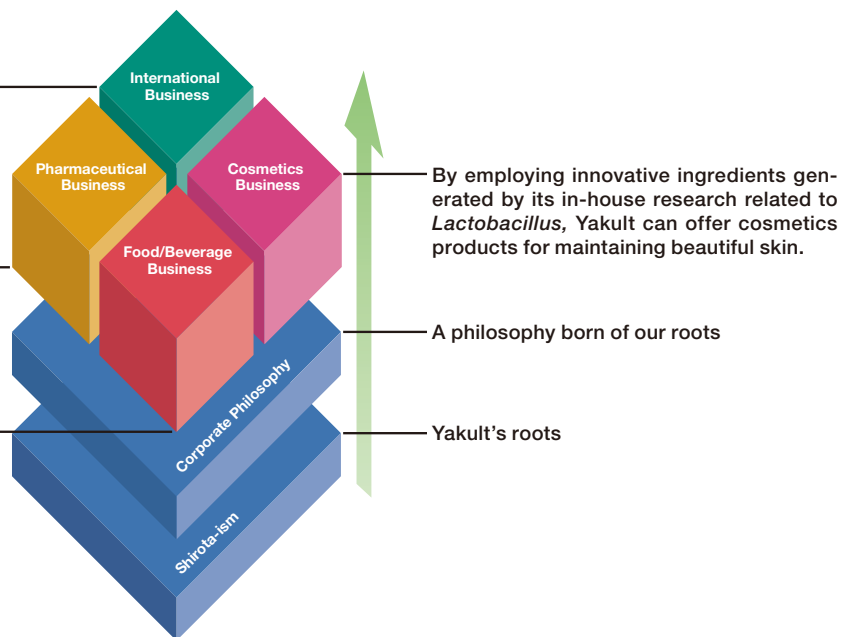 International
Business
Pharmaceutical
Business
Cosmetics
Business
Food/Beverage
Business
By employing innovative ingredients gen-
erated by its in-house research related to
Lactobacillus, Yakult can offer cosmetics
products for maintaining beautiful skin.
A philosophy born of our roots
Corporate Philosophy
Yakult's roots
Shirota-ism